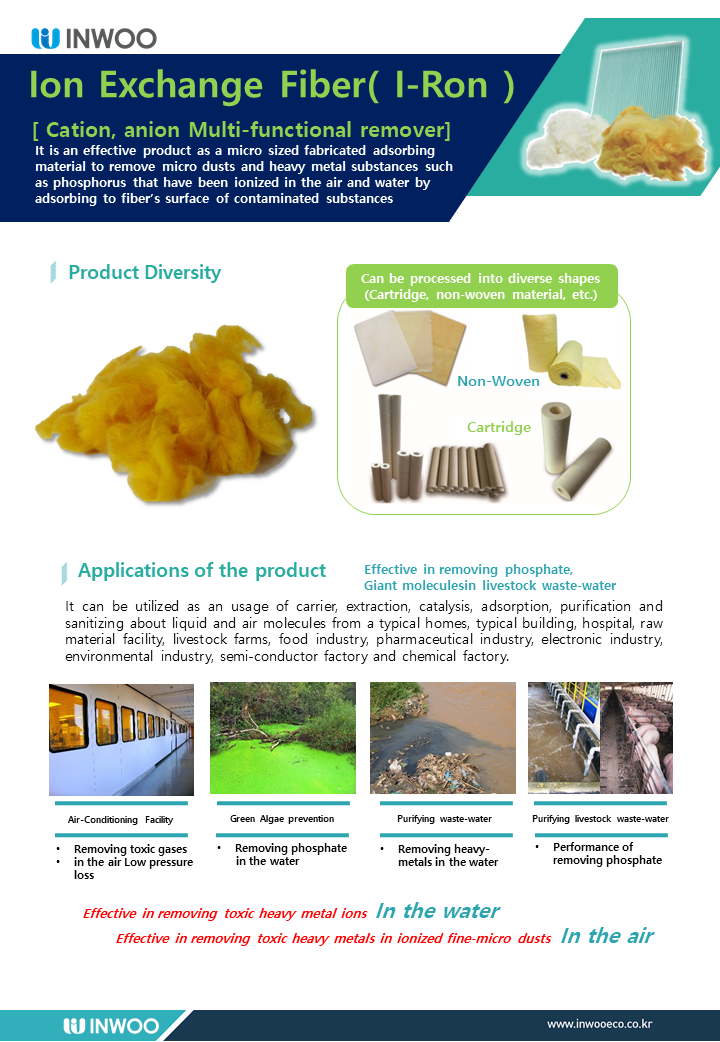 INWOO
Ion Exchange Fiber( I-Ron )
[ Cation, anion Multi-functional remover]
It is an effective product as a micro sized fabricated adsorbing
material to remove micro dusts and heavy metal substances such
as phosphorus that have been ionized in the air and water by
adsorbing to fiber's surface of contaminated substances
Product Diversity
Can be processed into diverse shapes
(Cartridge, non-woven material, etc.)
Non-Woven
Cartridge
Applications of the product
Effective in removing phosphate,
Giant moleculesin livestock waste-water
It can be utilized as an usage of carrier, extraction, catalysis, adsorption, purification and
sanitizing about liquid and air molecules from a typical homes, typical building, hospital, raw
material facility, livestock farms, food industry, pharmaceutical industry, electronic industry,
environmental industry, semi-conductor factory and chemical factory.
Air-Conditioning Facility
• Removing toxic gases
• in the air Low pressure
loss
Green Algae prevention
• Removing phosphate
in the water
Purifying waste-water
• Removing heavy-
metals in the water
Purifying livestock waste-water
• Performance of
removing phosphate
Effective in removing toxic heavy metal ions In the water
Effective in removing toxic heavy metals in ionized fine-micro dusts In the air
INWOO
www.inwooeco.co.kr